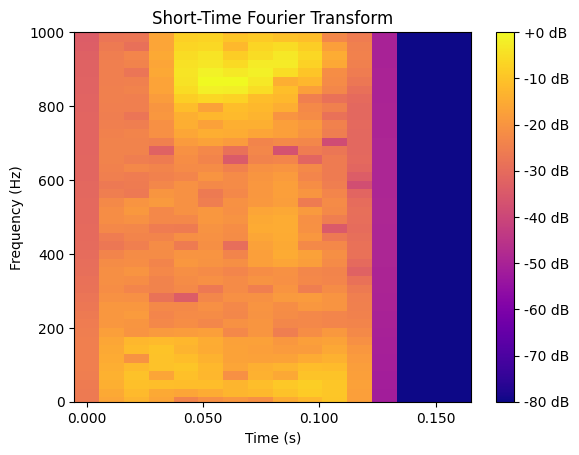 Short-Time Fourier Transform
Frequency (Hz)
1000
800
600
400
200
0
0.000
0.050
0.100
0.150
Time (s)
+0 dB
-10 dB
-20 dB
-30 dB
-40 dB
-50 dB
-60 dB
-70 dB
-80 dB